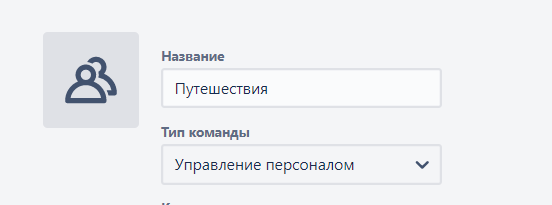 Название
Путешествия
Тип команды
Управление персоналом